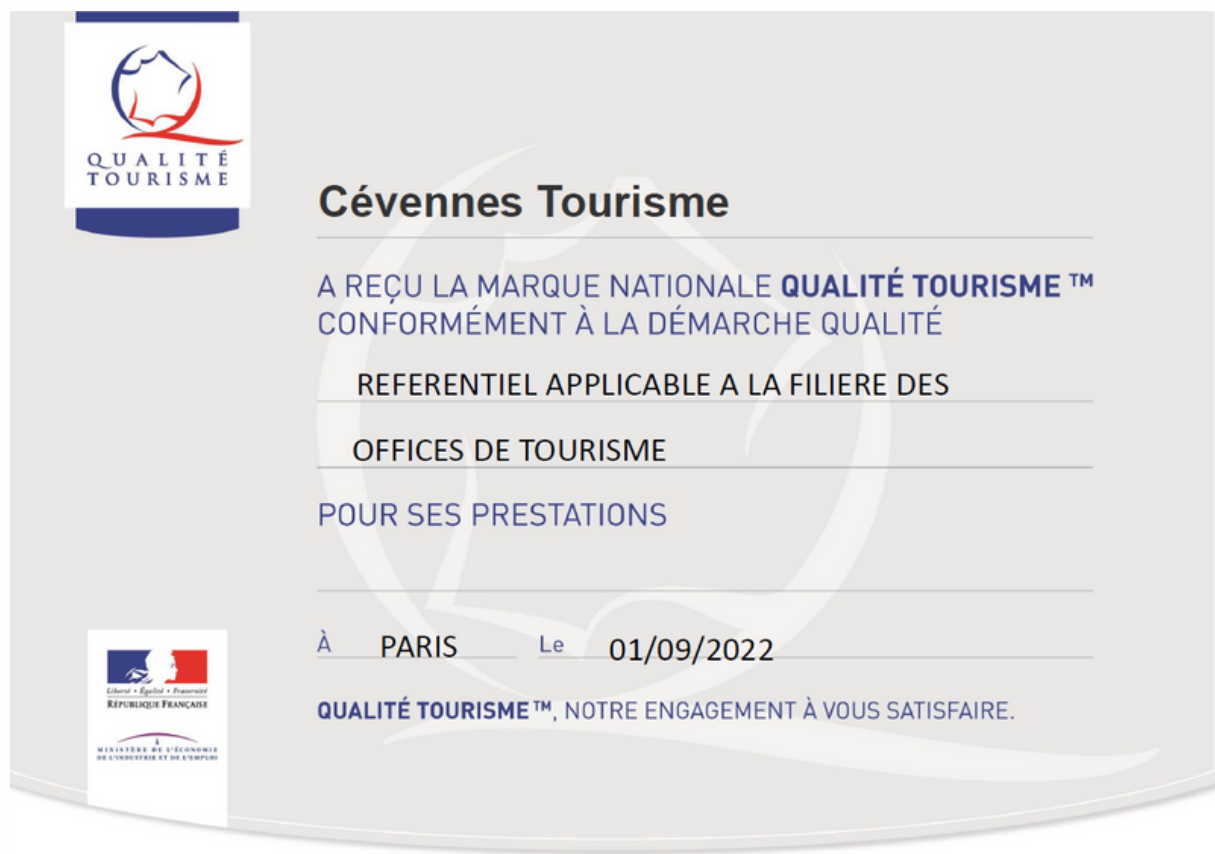 QUALITÉ
TOURISME
Cévennes Tourisme
A REÇU LA MARQUE NATIONALE QUALITÉ TOURISME ™
CONFORMÉMENT À LA DÉMARCHE QUALITÉ
REFERENTIEL APPLICABLE A LA FILIERE DES
OFFICES DE TOURISME
POUR SES PRESTATIONS
À PARIS Le 01/09/2022
QUALITÉ TOURISME™, NOTRE ENGAGEMENT À VOUS SATISFAIRE.
Liberté • Égalité • Fraternité
RÉPUBLIQUE FRANÇAISE
MINISTÈRE DE L'ÉCONOMIE
DE L'INDUSTRIE ET DE L'EMPLOI